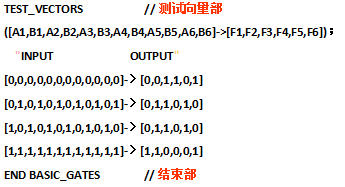 TEST_VECTORS // 测试向量部
([A1,B1,A2,B2,A3,B3,A4,B4,A5,B5,A6,B6]->[F1,F2,F3,F4,F5,F6])；
"INPUT OUTPUT"
[0,0,0,0,0,0,0,0,0,0,0]-> [0,0,1,1,0,1]
[0,1,0,1,0,1,0,1,0,1,0,1]-> [0,1,1,0,1,0]
[1,0,1,0,1,0,1,0,1,0,1,0]-> [0,1,1,0,1,0]
[1,1,1,1,1,1,1,1,1,1,1]-> [1,1,0,0,0,1]
END BASIC_GATES // 结束部